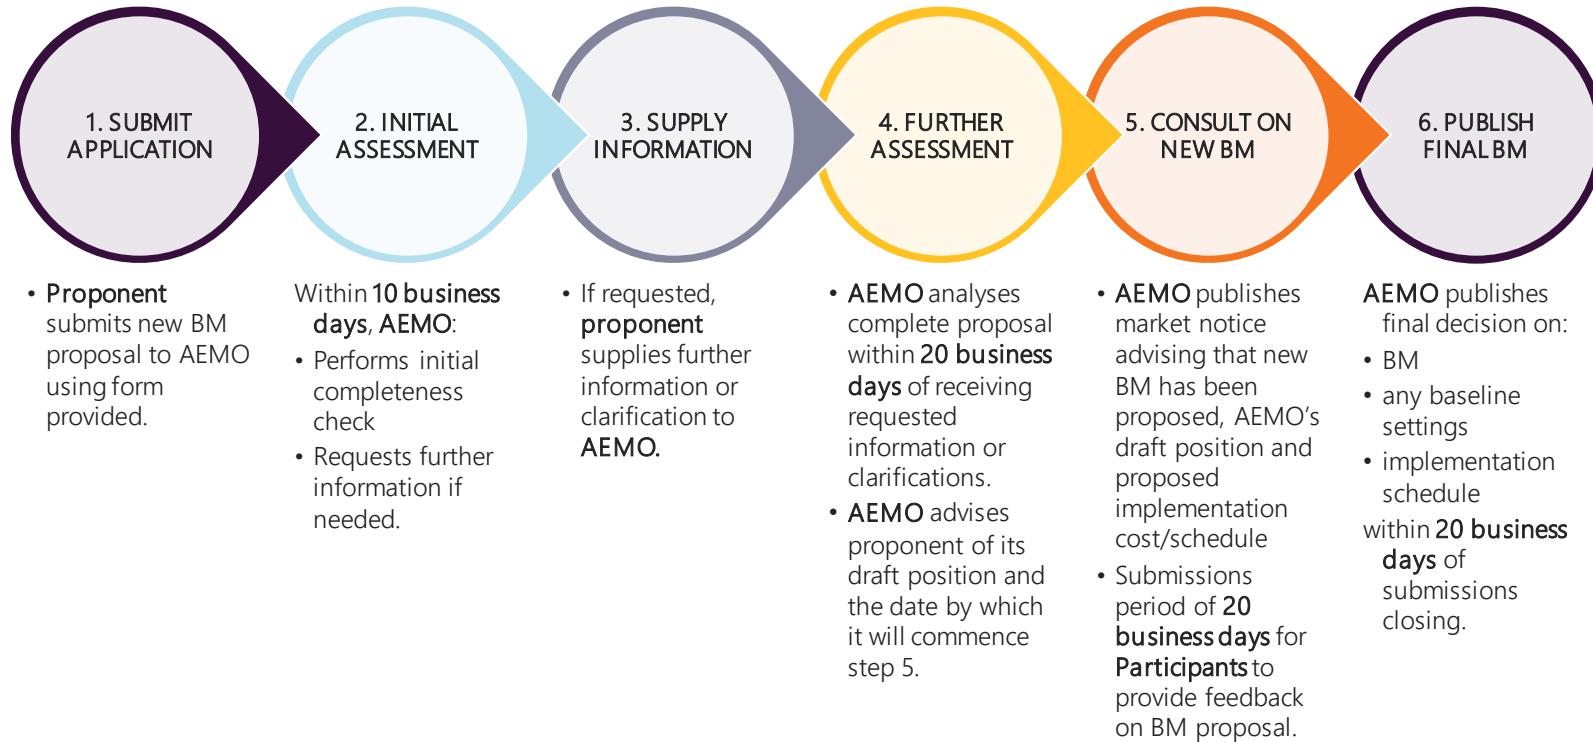 1. SUBMIT
APPLICATION
2. INITIAL
ASSESSMENT
3. SUPPLY
INFORMATION
4. FURTHER
ASSESSMENT
5. CONSULT ON
NEW BM
6. PUBLISH
FINAL BM
• Proponent
submits new BM
proposal to AEMO
using form
provided.
Within 10 business
days, AEMO:
• Performs initial
completeness
check
• Requests further
information if
needed.
• If requested,
proponent
supplies further
information or
clarification to
AEMO.
• AEMO analyses
complete proposal
within 20 business
days of receiving
requested
information or
clarifications.
• AEMO advises
proponent of its
draft position and
the date by which
it will commence
step 5.
• AEMO publishes
market notice
advising that new
BM has been
proposed, AEMO’s
draft position and
proposed
implementation
cost/schedule
• Submissions
period of 20
business days for
Participants to
provide feedback
on BM proposal.
AEMO publishes
final decision on:
• BM
• any baseline
settings
• implementation
schedule
within 20 business
days of
submissions
closing.